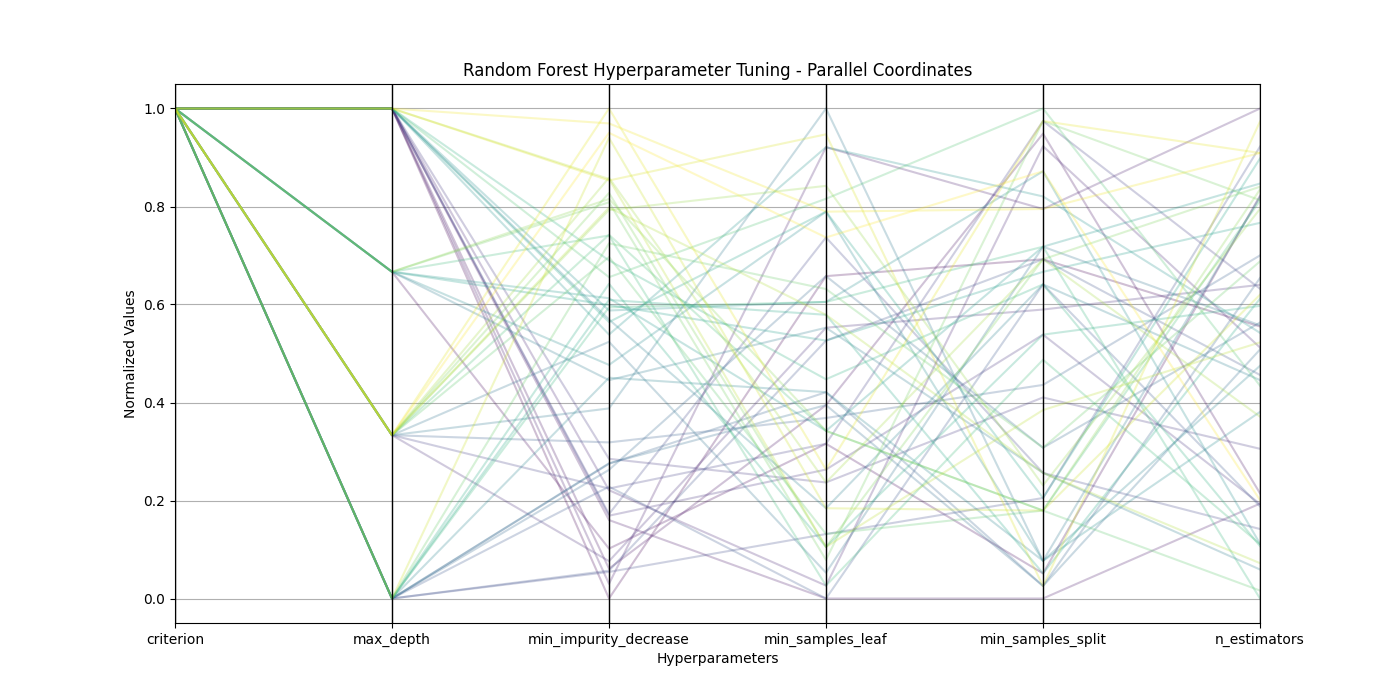 Random Forest Hyperparameter Tuning - Parallel Coordinates
1.0
0.8
0.6
0.4
0.2
0.0
Normalized Values
criterion max_depth min_impurity_decrease min_samples_leaf min_samples_split n_estimators
Hyperparameters